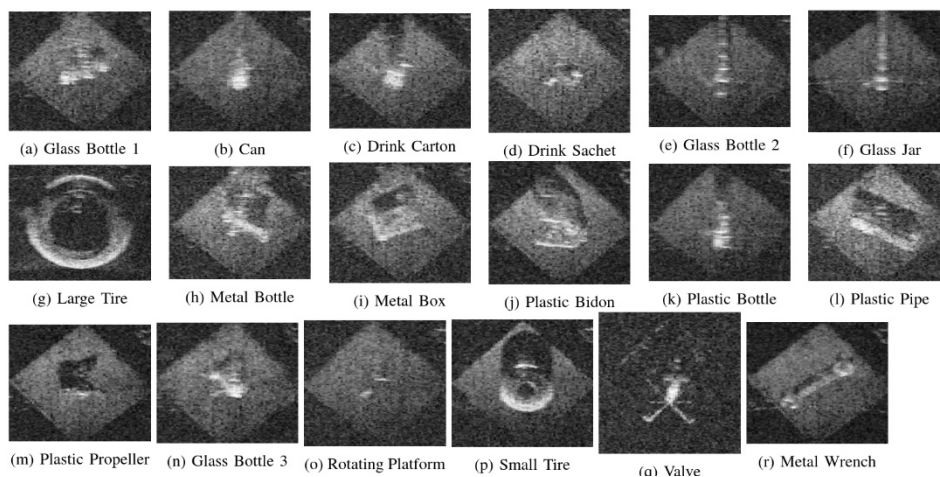 (a) Glass Bottle 1
(b) Can
(c) Drink Carton
(d) Drink Sachet
(e) Glass Bottle 2
(f) Glass Jar
(g) Large Tire
(h) Metal Bottle
(i) Metal Box
(j) Plastic Bidon
(k) Plastic Bottle
(l) Plastic Pipe
(m) Plastic Propeller
(n) Glass Bottle 3
(o) Rotating Platform
(p) Small Tire
(q) Valve
(r) Metal Wrench